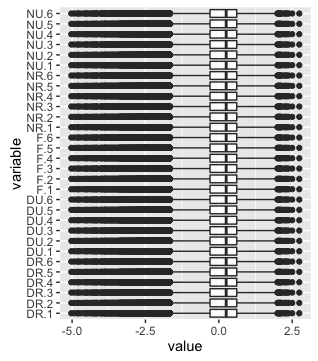 NU.6
NU.5
NU.4
NU.3
NU.2
NU.1
NR.6
NR.5
NR.4
NR.3
NR.2
NR.1
F.6
F.5
F.4
F.3
F.2
F.1
DU.6
DU.5
DU.4
DU.3
DU.2
DU.1
DR.6
DR.5
DR.4
DR.3
DR.2
DR.1
variable
-5.0 -2.5 0.0 2.5
value